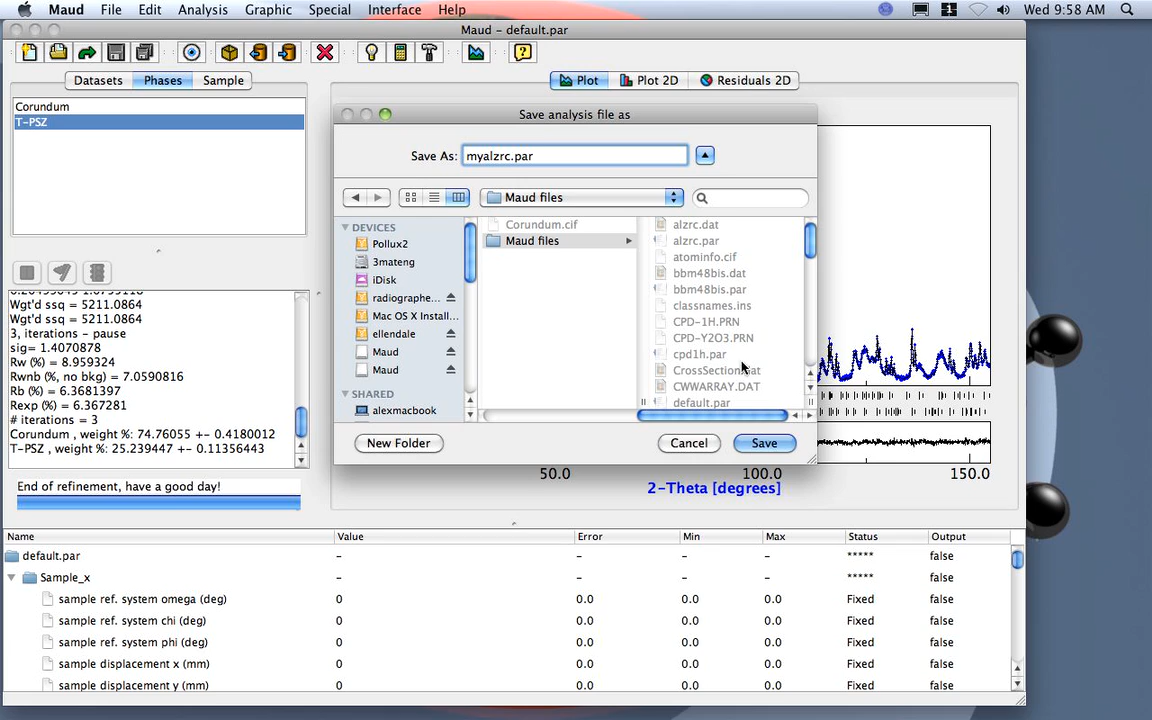 Maud File Edit Analysis Graphic Special Interface Help 1 Wed 9:58 AM
Maud - default.par
Datasets Phases Sample
Plot Plot 2D Residuals 2D
Corundum
T-PSZ
Save analysis file as
Save As: myalzrc.par
Maud files
DEVICES
Pollux2
3mateng
iDisk
radiographe...
Mac OS X Install...
ellendale
Maud
Maud
SHARED
alexmacbook
Corundum.cif
Maud files
alzrc.dat
alzrc.par
atominfo.cif
bbm48bis.dat
bbm48bis.par
classnames.ins
CPD-1H.PRN
CPD-Y2O3.PRN
cpd1h.par
CWWARRAY.DAT
default.par
New Folder Cancel Save
Wgt'd ssq = 5211.0864
Wgt'd ssq = 5211.0864
3, iterations - pause
sig= 1.4070878
Rw (%) = 8.959324
Rwnb (%, no bkg) = 7.0590816
Rb (%) = 6.3681397
Rexp (%) = 6.367281
# iterations = 3
Corundum , weight %: 74.76055 +- 0.4180012
T-PSZ , weight %: 25.239447 +- 0.11356443
End of refinement, have a good day!
50.0 100.0 150.0
2-Theta [degrees]
Name Value Error Min Max Status Output
default.par - - - - ***** false
Sample_x - - - - ***** false
sample ref. system omega (deg) 0 0.0 0.0 0.0 Fixed false
sample ref. system chi (deg) 0 0.0 0.0 0.0 Fixed false
sample ref. system phi (deg) 0 0.0 0.0 0.0 Fixed false
sample displacement x (mm) 0 0.0 0.0 0.0 Fixed false
sample displacement y (mm) 0 0.0 0.0 0.0 Fixed false